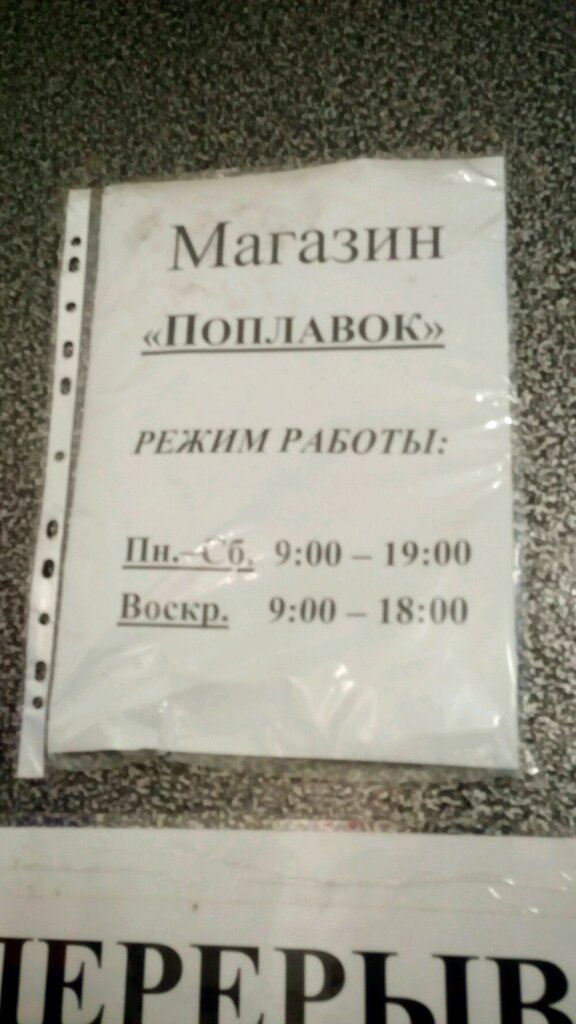 Магазин
«ПОПЛАВОК»
РЕЖИМ РАБОТЫ:
Пн.–Сб. 9:00 – 19:00
Воскр. 9:00 – 18:00
ПЕРЕРЫВ